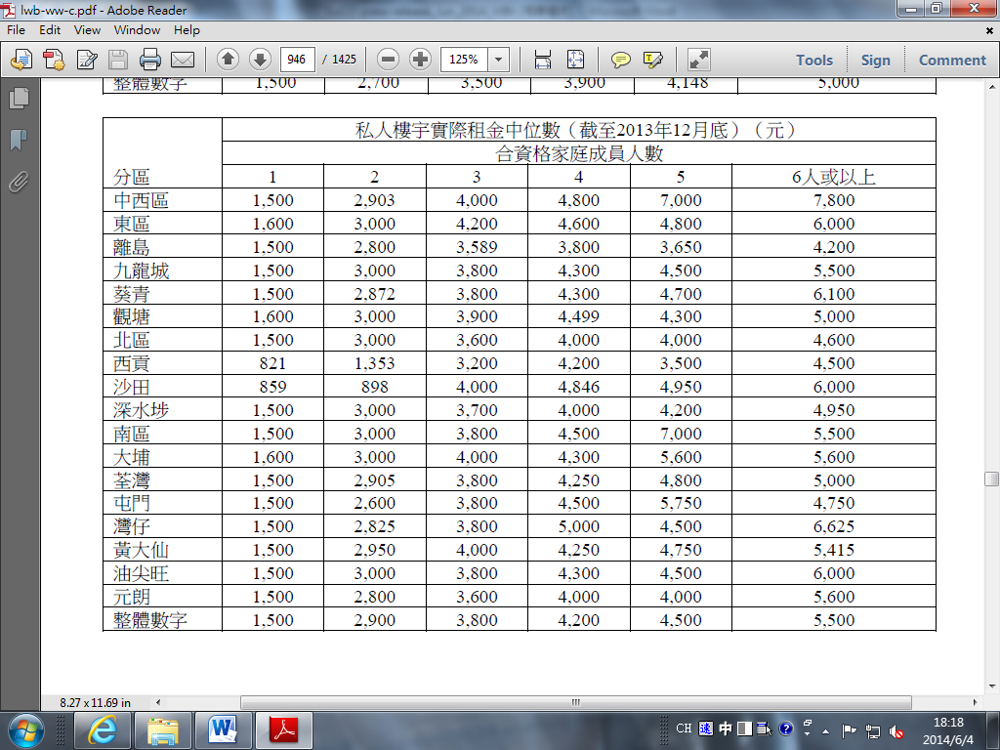 lwb-ww-c.pdf - Adobe Reader
File Edit View Window Help
946 / 1425 125% Tools Sign Comment
整體數字 1,500 2,700 3,500 3,900 4,148 5,000
私人樓宇實際租金中位數（截至2013年12月底）（元）
合資格家庭成員人數
分區 1 2 3 4 5 6人或以上
中西區 1,500 2,903 4,000 4,800 7,000 7,800
東區 1,600 3,000 4,200 4,600 4,800 6,000
離島 1,500 2,800 3,589 3,800 3,650 4,200
九龍城 1,500 3,000 3,800 4,300 4,500 5,500
葵青 1,500 2,872 3,800 4,300 4,700 6,100
觀塘 1,600 3,000 3,900 4,499 4,300 5,000
北區 1,500 3,000 3,600 4,000 4,000 4,600
西貢 821 1,353 3,200 4,200 3,500 4,500
沙田 859 898 4,000 4,846 4,950 6,000
深水埗 1,500 3,000 3,700 4,000 4,200 4,950
南區 1,500 3,000 3,800 4,500 7,000 5,500
大埔 1,600 3,000 4,000 4,300 5,600 5,600
荃灣 1,500 2,905 3,800 4,250 4,800 5,000
屯門 1,500 2,600 3,800 4,500 5,750 4,750
灣仔 1,500 2,825 3,800 5,000 4,500 6,625
黃大仙 1,500 2,950 4,000 4,250 4,750 5,415
油尖旺 1,500 3,000 3,800 4,300 4,500 6,000
元朗 1,500 2,800 3,600 4,000 4,000 5,600
整體數字 1,500 2,900 3,800 4,200 4,500 5,500
8.27 x 11.69 in
CH 中 18:18
2014/6/4